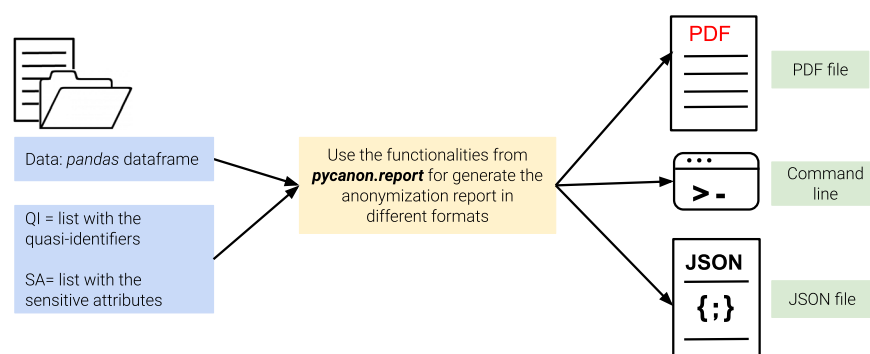 Data: pandas dataframe
QI = list with the
quasi-identifiers
SA= list with the
sensitive attributes
Use the functionalities from
pycanon.report for generate the
anonymization report in
different formats
PDF
PDF file
>-
Command
line
JSON
{;}
JSON file